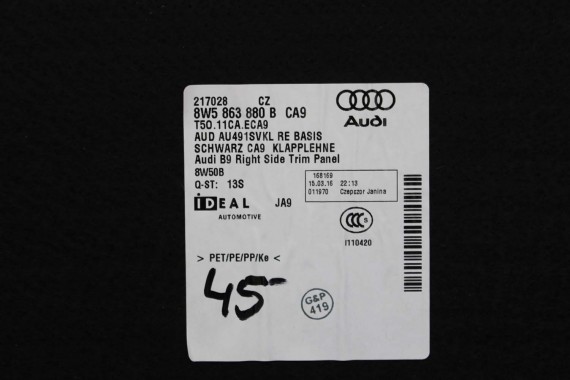 217028 CZ
8W5 863 880 B CA9
T50.11CA.ECA9
AUD AU491SVKL RE BASIS
SCHWARZ CA9 KLAPPLEHNE
Audi B9 Right Side Trim Panel
8W50B
Q-ST: 13S
Audi
168169
15.03.16 22:13
011970 Czepczor Janina
IDEAL JA9
AUTOMOTIVE
CCC S
I110420
> PET/PE/PP/Ke <
45
G&P
419